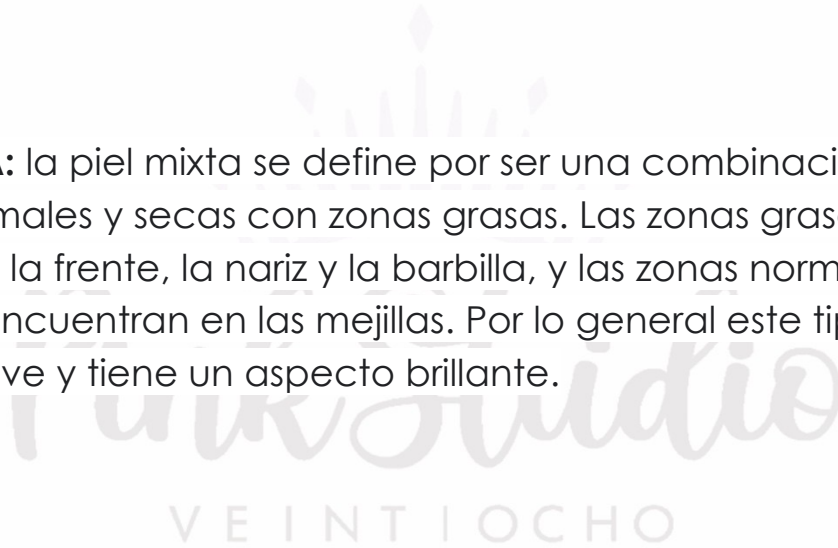 A: la piel mixta se define por ser una combinaci
males y secas con zonas grasas. Las zonas gras
la frente, la nariz y la barbilla, y las zonas norm
ncuentran en las mejillas. Por lo general este tip
ve y tiene un aspecto brillante.
Pink Studio
VEINTIOCHO